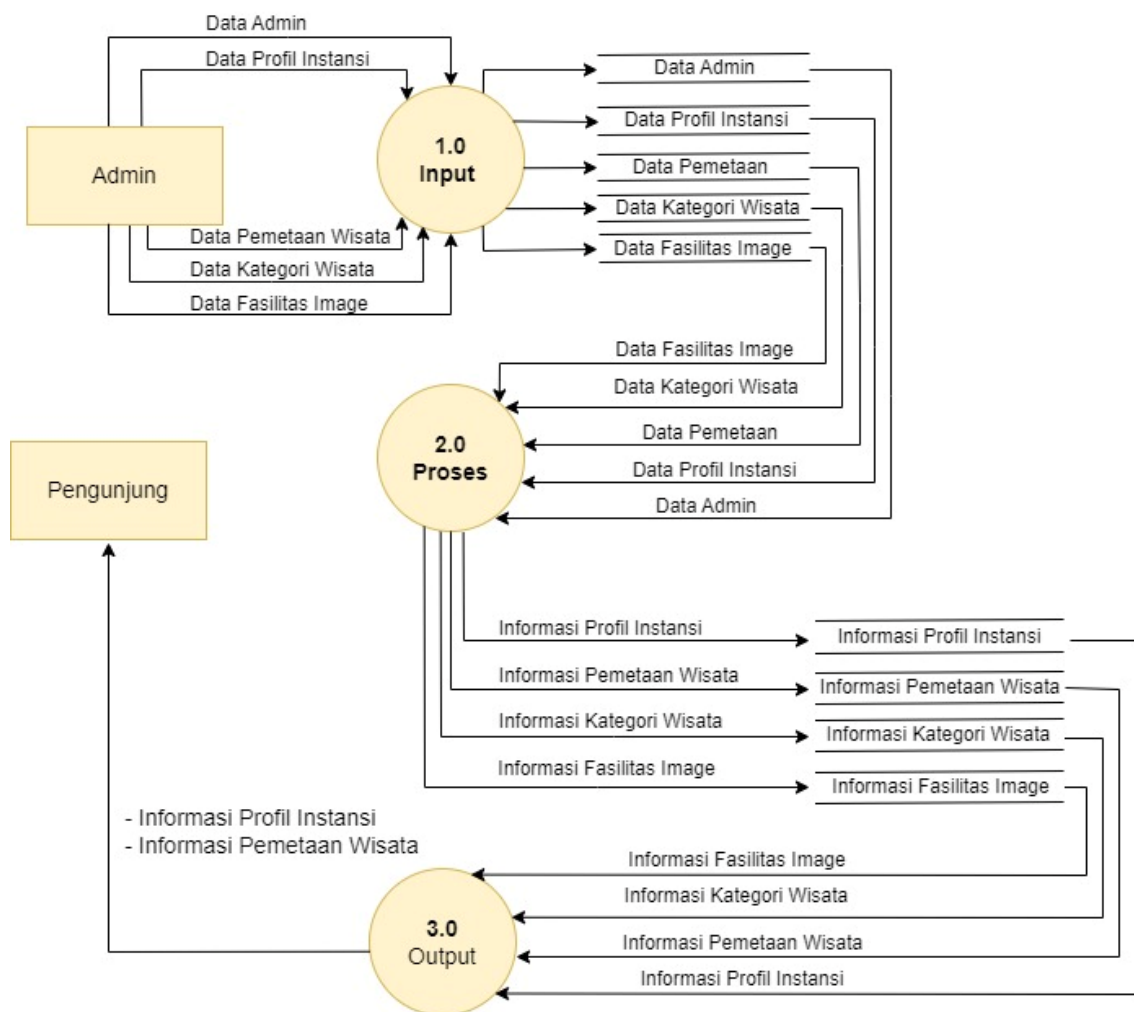 Data Admin
Data Profil Instansi
Admin
1.0
Input
Data Pemetaan Wisata
Data Kategori Wisata
Data Fasilitas Image
Data Admin
Data Profil Instansi
Data Pemetaan
Data Kategori Wisata
Data Fasilitas Image
Data Fasilitas Image
Data Kategori Wisata
Data Pemetaan
Data Profil Instansi
Data Admin
2.0
Proses
Pengunjung
Informasi Profil Instansi
Informasi Pemetaan Wisata
Informasi Kategori Wisata
Informasi Fasilitas Image
Informasi Profil Instansi
Informasi Pemetaan Wisata
Informasi Kategori Wisata
Informasi Fasilitas Image
- Informasi Profil Instansi
- Informasi Pemetaan Wisata
Informasi Fasilitas Image
Informasi Kategori Wisata
Informasi Pemetaan Wisata
Informasi Profil Instansi
3.0
Output